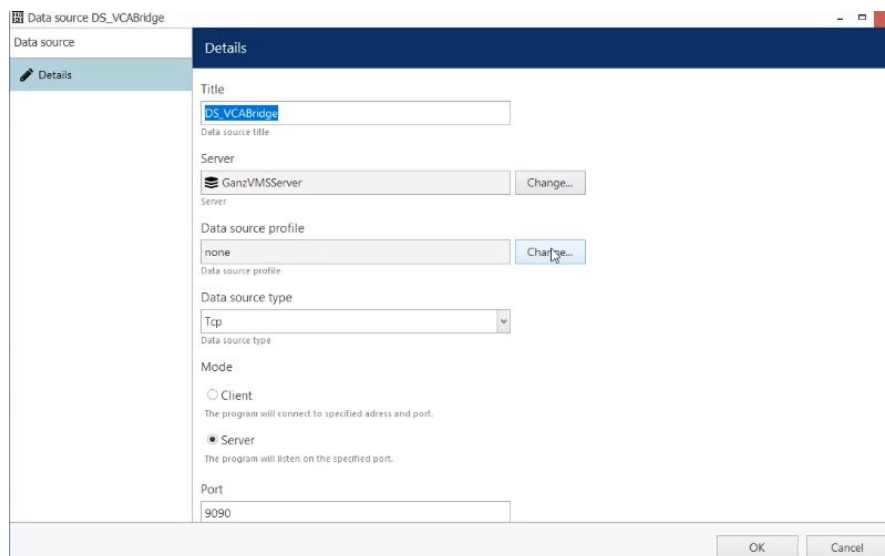 Data source DS_VCABridge
Data source
Details
Details
Title
DS_VCABridge
Data source title
Server
GanzVMSServer
Change...
Server
Data source profile
none
Change...
Data source profile
Data source type
Tcp
Data source type
Mode
Client
The program will connect to specified adress and port.
Server
The program will listen on the specified port.
Port
9090
OK
Cancel